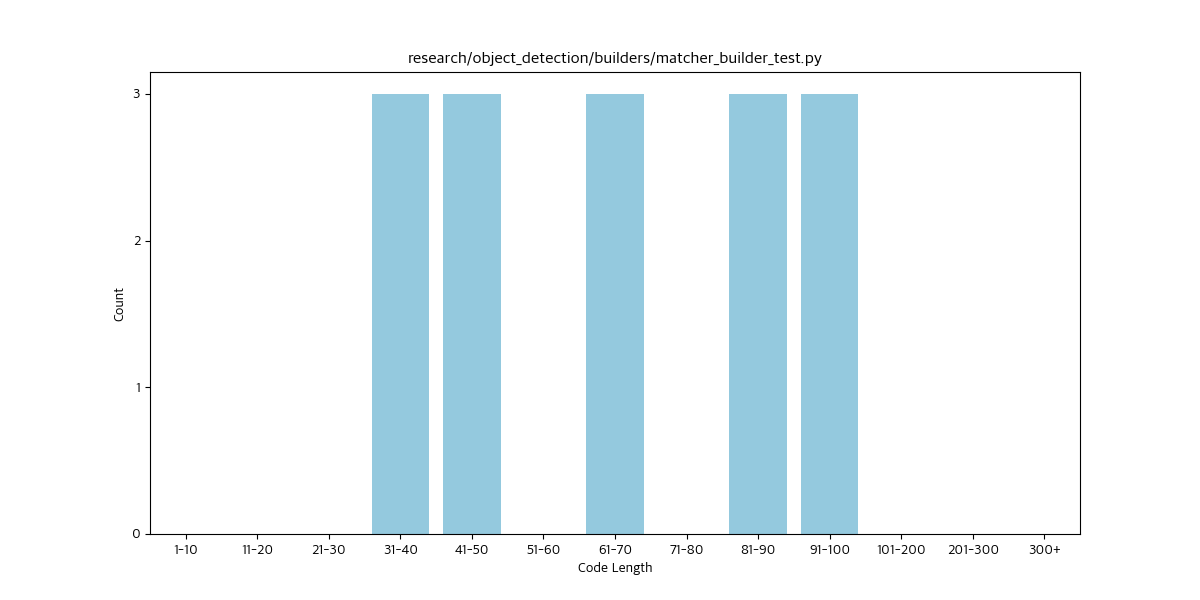 research/object_detection/builders/matcher_builder_test.py
3
2
1
0
Count
1-10 11-20 21-30 31-40 41-50 51-60 61-70 71-80 81-90 91-100 101-200 201-300 300+
Code Length